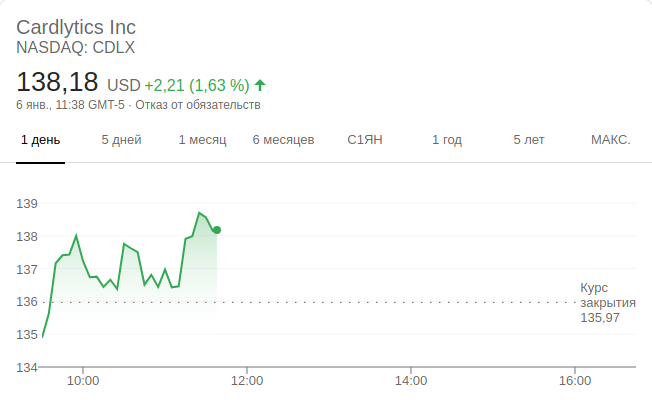 Cardlytics Inc
NASDAQ: CDLX
138,18 USD +2,21 (1,63 %)
6 янв., 11:38 GMT-5 · Отказ от обязательств
1 день 5 дней 1 месяц 6 месяцев С1ЯН 1 год 5 лет МАКС.
139
138
137
136
135
134
Курс
закрытия
135,97
10:00 12:00 14:00 16:00